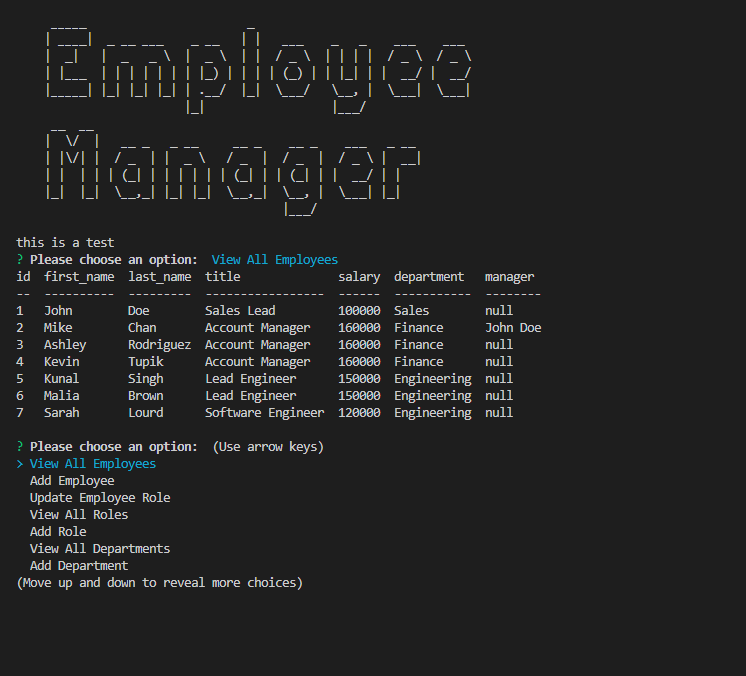 Employee
Manager
this is a test
? Please choose an option:  View All Employees
id  first_name  last_name  title              salary  department   manager
--  ----------  ---------  -----------------  ------  -----------  --------
1   John        Doe        Sales Lead         100000  Sales        null
2   Mike        Chan       Account Manager    160000  Finance      John Doe
3   Ashley      Rodriguez  Account Manager    160000  Finance      null
4   Kevin       Tupik      Account Manager    160000  Finance      null
5   Kunal       Singh      Lead Engineer      150000  Engineering  null
6   Malia       Brown      Lead Engineer      150000  Engineering  null
7   Sarah       Lourd      Software Engineer  120000  Engineering  null
? Please choose an option:  (Use arrow keys)
> View All Employees
  Add Employee
  Update Employee Role
  View All Roles
  Add Role
  View All Departments
  Add Department
(Move up and down to reveal more choices)